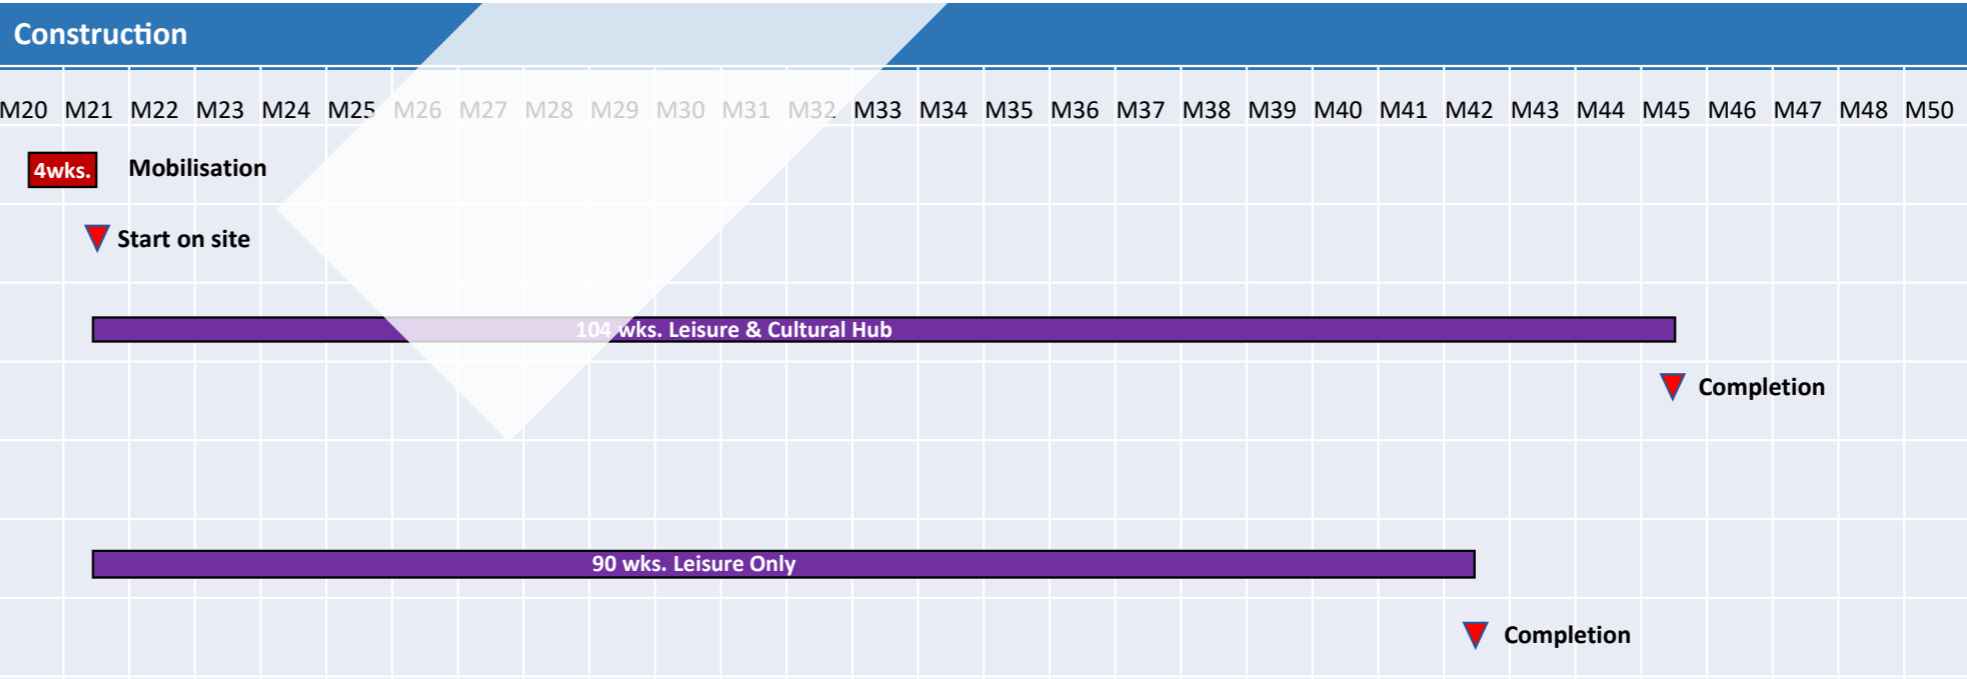 Construction
M20 M21 M22 M23 M24 M25 M26 M27 M28 M29 M30 M31 M32 M33 M34 M35 M36 M37 M38 M39 M40 M41 M42 M43 M44 M45 M46 M47 M48 M50
4wks. Mobilisation
Start on site
104 wks. Leisure & Cultural Hub
Completion
90 wks. Leisure Only
Completion